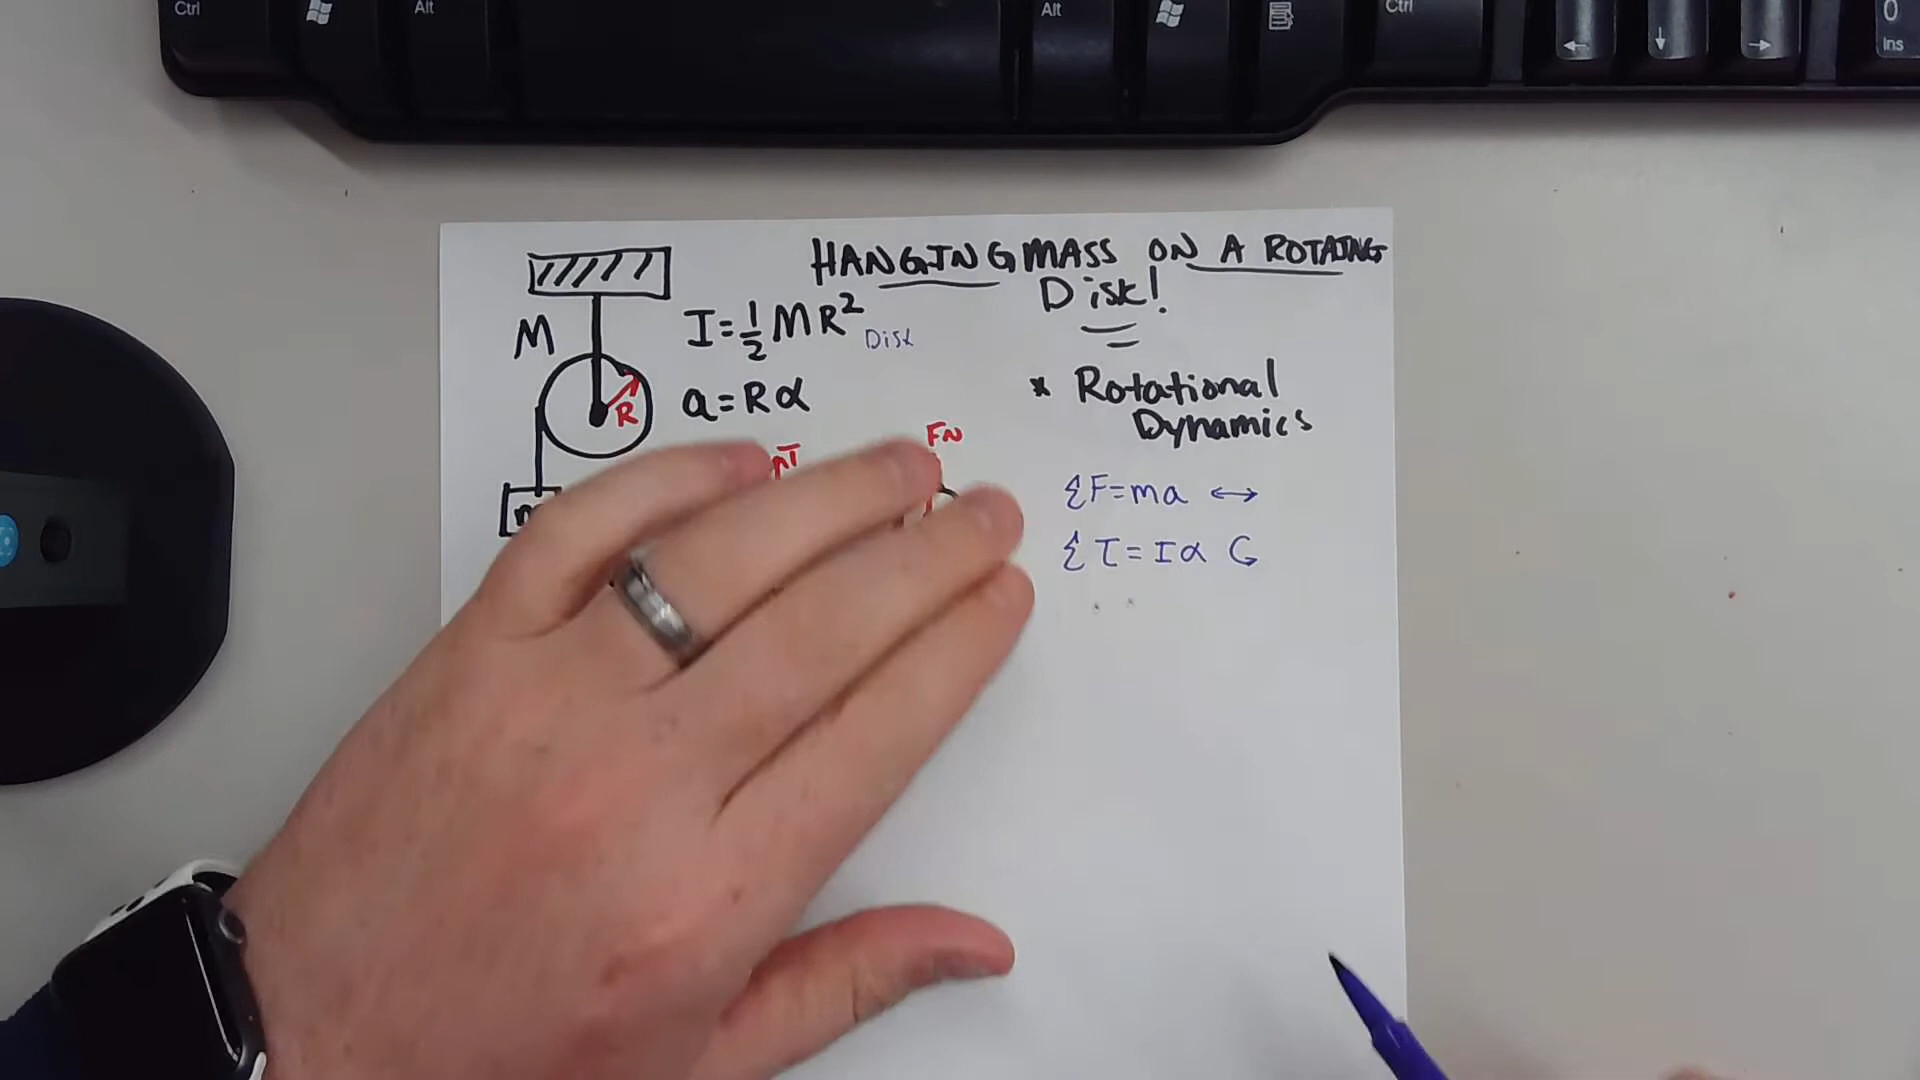 Ctrl Alt Alt Ctrl 0
Ins
HANGING MASS ON A ROTATNG
Disk!
M I=½MR² Disk
a=Rα
R
* Rotational
Dynamics
T FN
ΣF=ma ↔
Στ=Iα